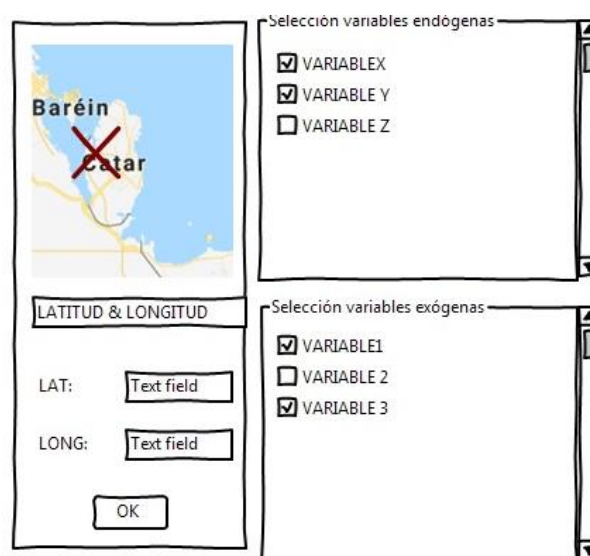 Baréin
Catar
LATITUD & LONGITUD
LAT:
Text field
LONG:
Text field
OK
Selección variables endógenas
VARIABLEX
VARIABLE Y
VARIABLE Z
Selección variables exógenas
VARIABLE1
VARIABLE 2
VARIABLE 3